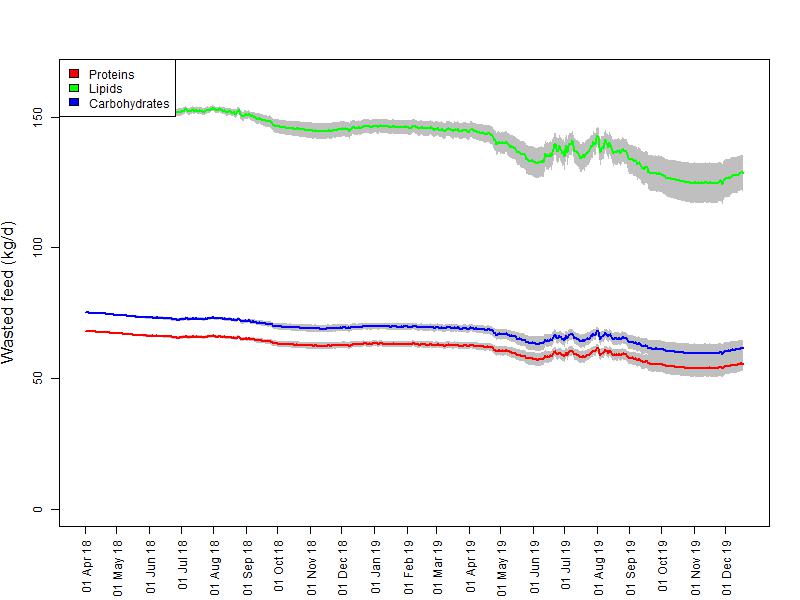 Proteins
Lipids
Carbohydrates
Wasted feed (kg/d)
150
100
50
0
01 Apr 18
01 May 18
01 Jun 18
01 Jul 18
01 Aug 18
01 Sep 18
01 Oct 18
01 Nov 18
01 Dec 18
01 Jan 19
01 Feb 19
01 Mar 19
01 Apr 19
01 May 19
01 Jun 19
01 Jul 19
01 Aug 19
01 Sep 19
01 Oct 19
01 Nov 19
01 Dec 19